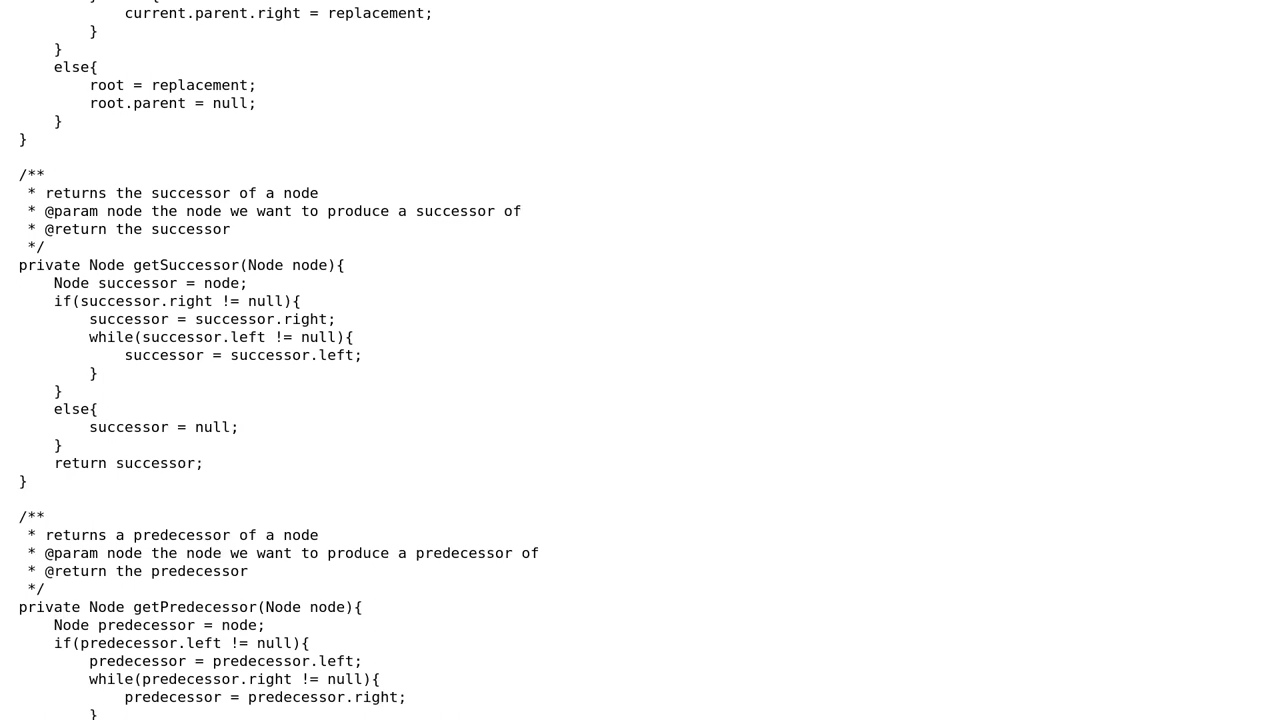 current.parent.right = replacement;
}
}
else{
root = replacement;
root.parent = null;
}
}
/**
* returns the successor of a node
* @param node the node we want to produce a successor of
* @return the successor
*/
private Node getSuccessor(Node node){
Node successor = node;
if(successor.right != null){
successor = successor.right;
while(successor.left != null){
successor = successor.left;
}
}
else{
successor = null;
}
return successor;
}
/**
* returns a predecessor of a node
* @param node the node we want to produce a predecessor of
* @return the predecessor
*/
private Node getPredecessor(Node node){
Node predecessor = node;
if(predecessor.left != null){
predecessor = predecessor.left;
while(predecessor.right != null){
predecessor = predecessor.right;
}